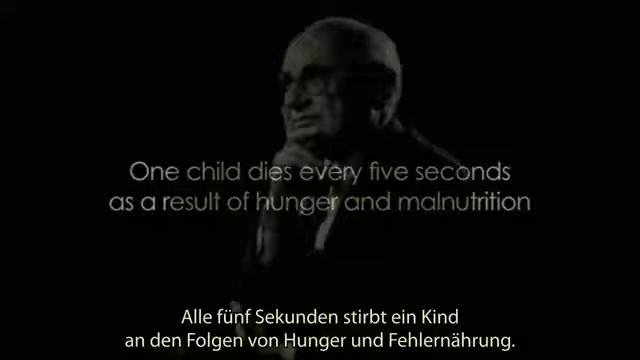 One child dies every five seconds
as a result of hunger and malnutrition
Alle fünf Sekunden stirbt ein Kind
an den Folgen von Hunger und Fehlernährung.